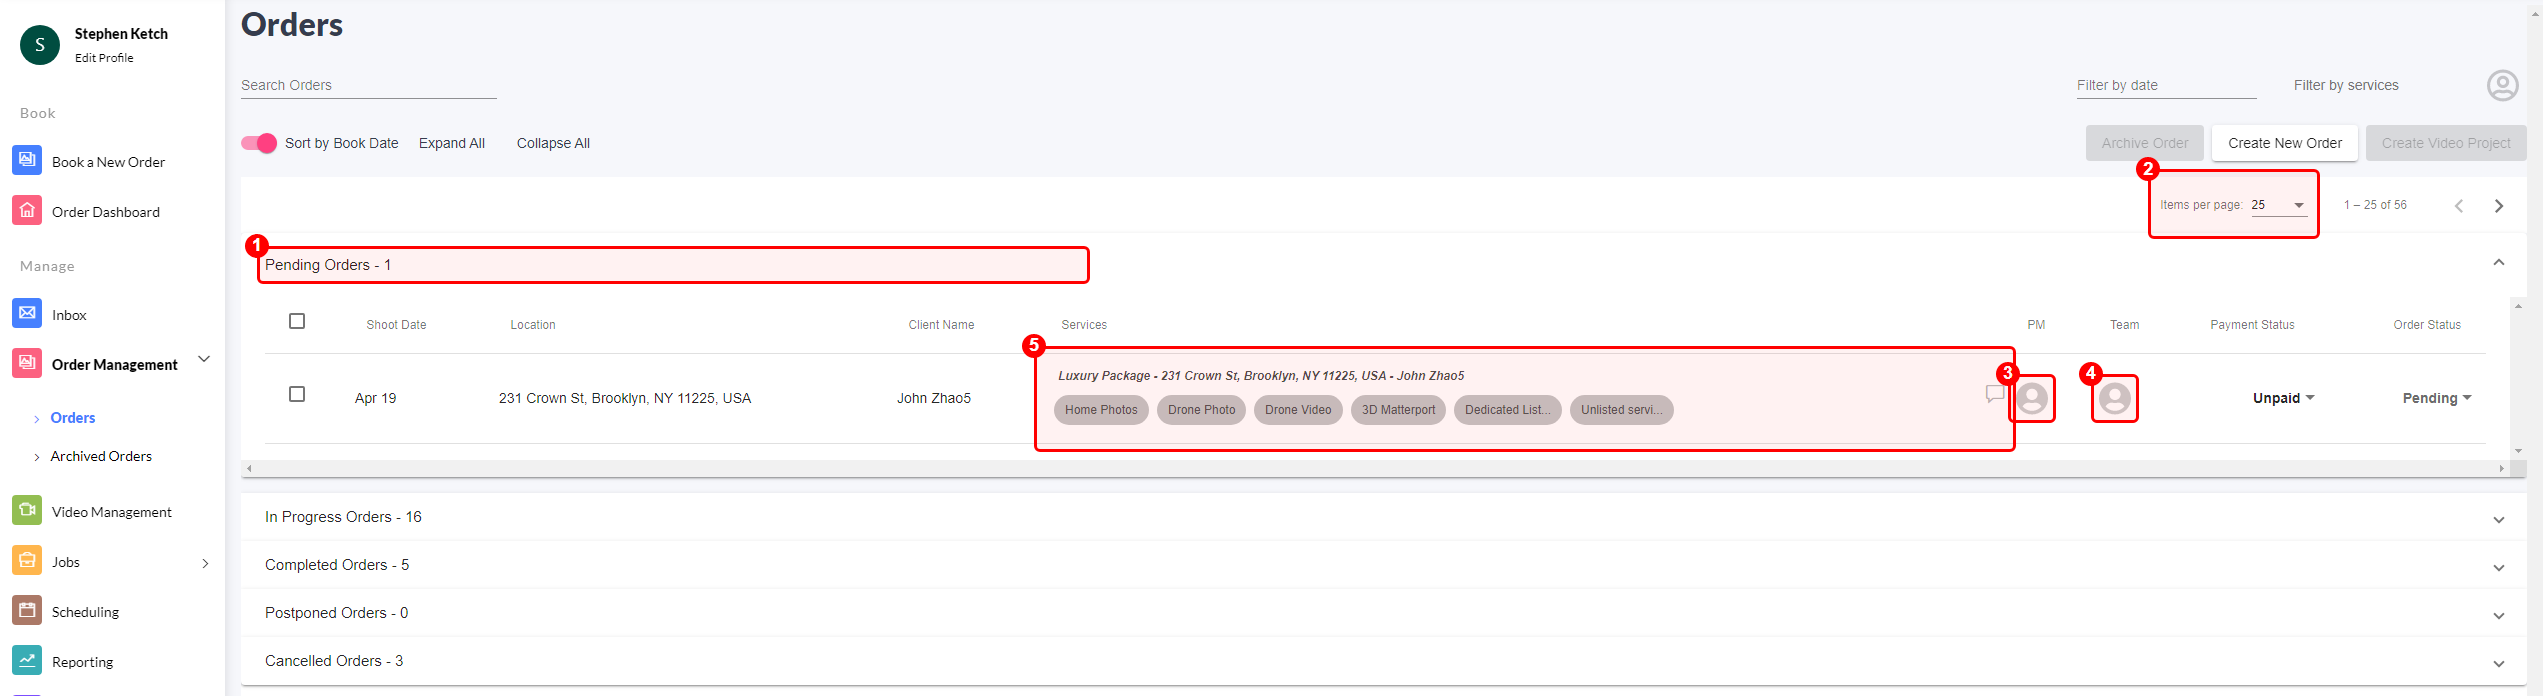 S
Stephen Ketch
Edit Profile
Book
Book a New Order
Order Dashboard
Manage
Inbox
Order Management
Orders
Archived Orders
Video Management
Jobs
Scheduling
Reporting
Orders
Search Orders
Filter by date
Filter by services
Sort by Book Date
Expand All
Collapse All
Archive Order
Create New Order
Create Video Project
2
Items per page: 25
1 – 25 of 56
1
Pending Orders - 1
Shoot Date
Location
Client Name
Services
PM
Team
Payment Status
Order Status
5
Luxury Package - 231 Crown St, Brooklyn, NY 11225, USA - John Zhao5
3
4
Apr 19
231 Crown St, Brooklyn, NY 11225, USA
John Zhao5
Home Photos
Drone Photo
Drone Video
3D Matterport
Dedicated List...
Unlisted servi...
Unpaid
Pending
In Progress Orders - 16
Completed Orders - 5
Postponed Orders - 0
Cancelled Orders - 3